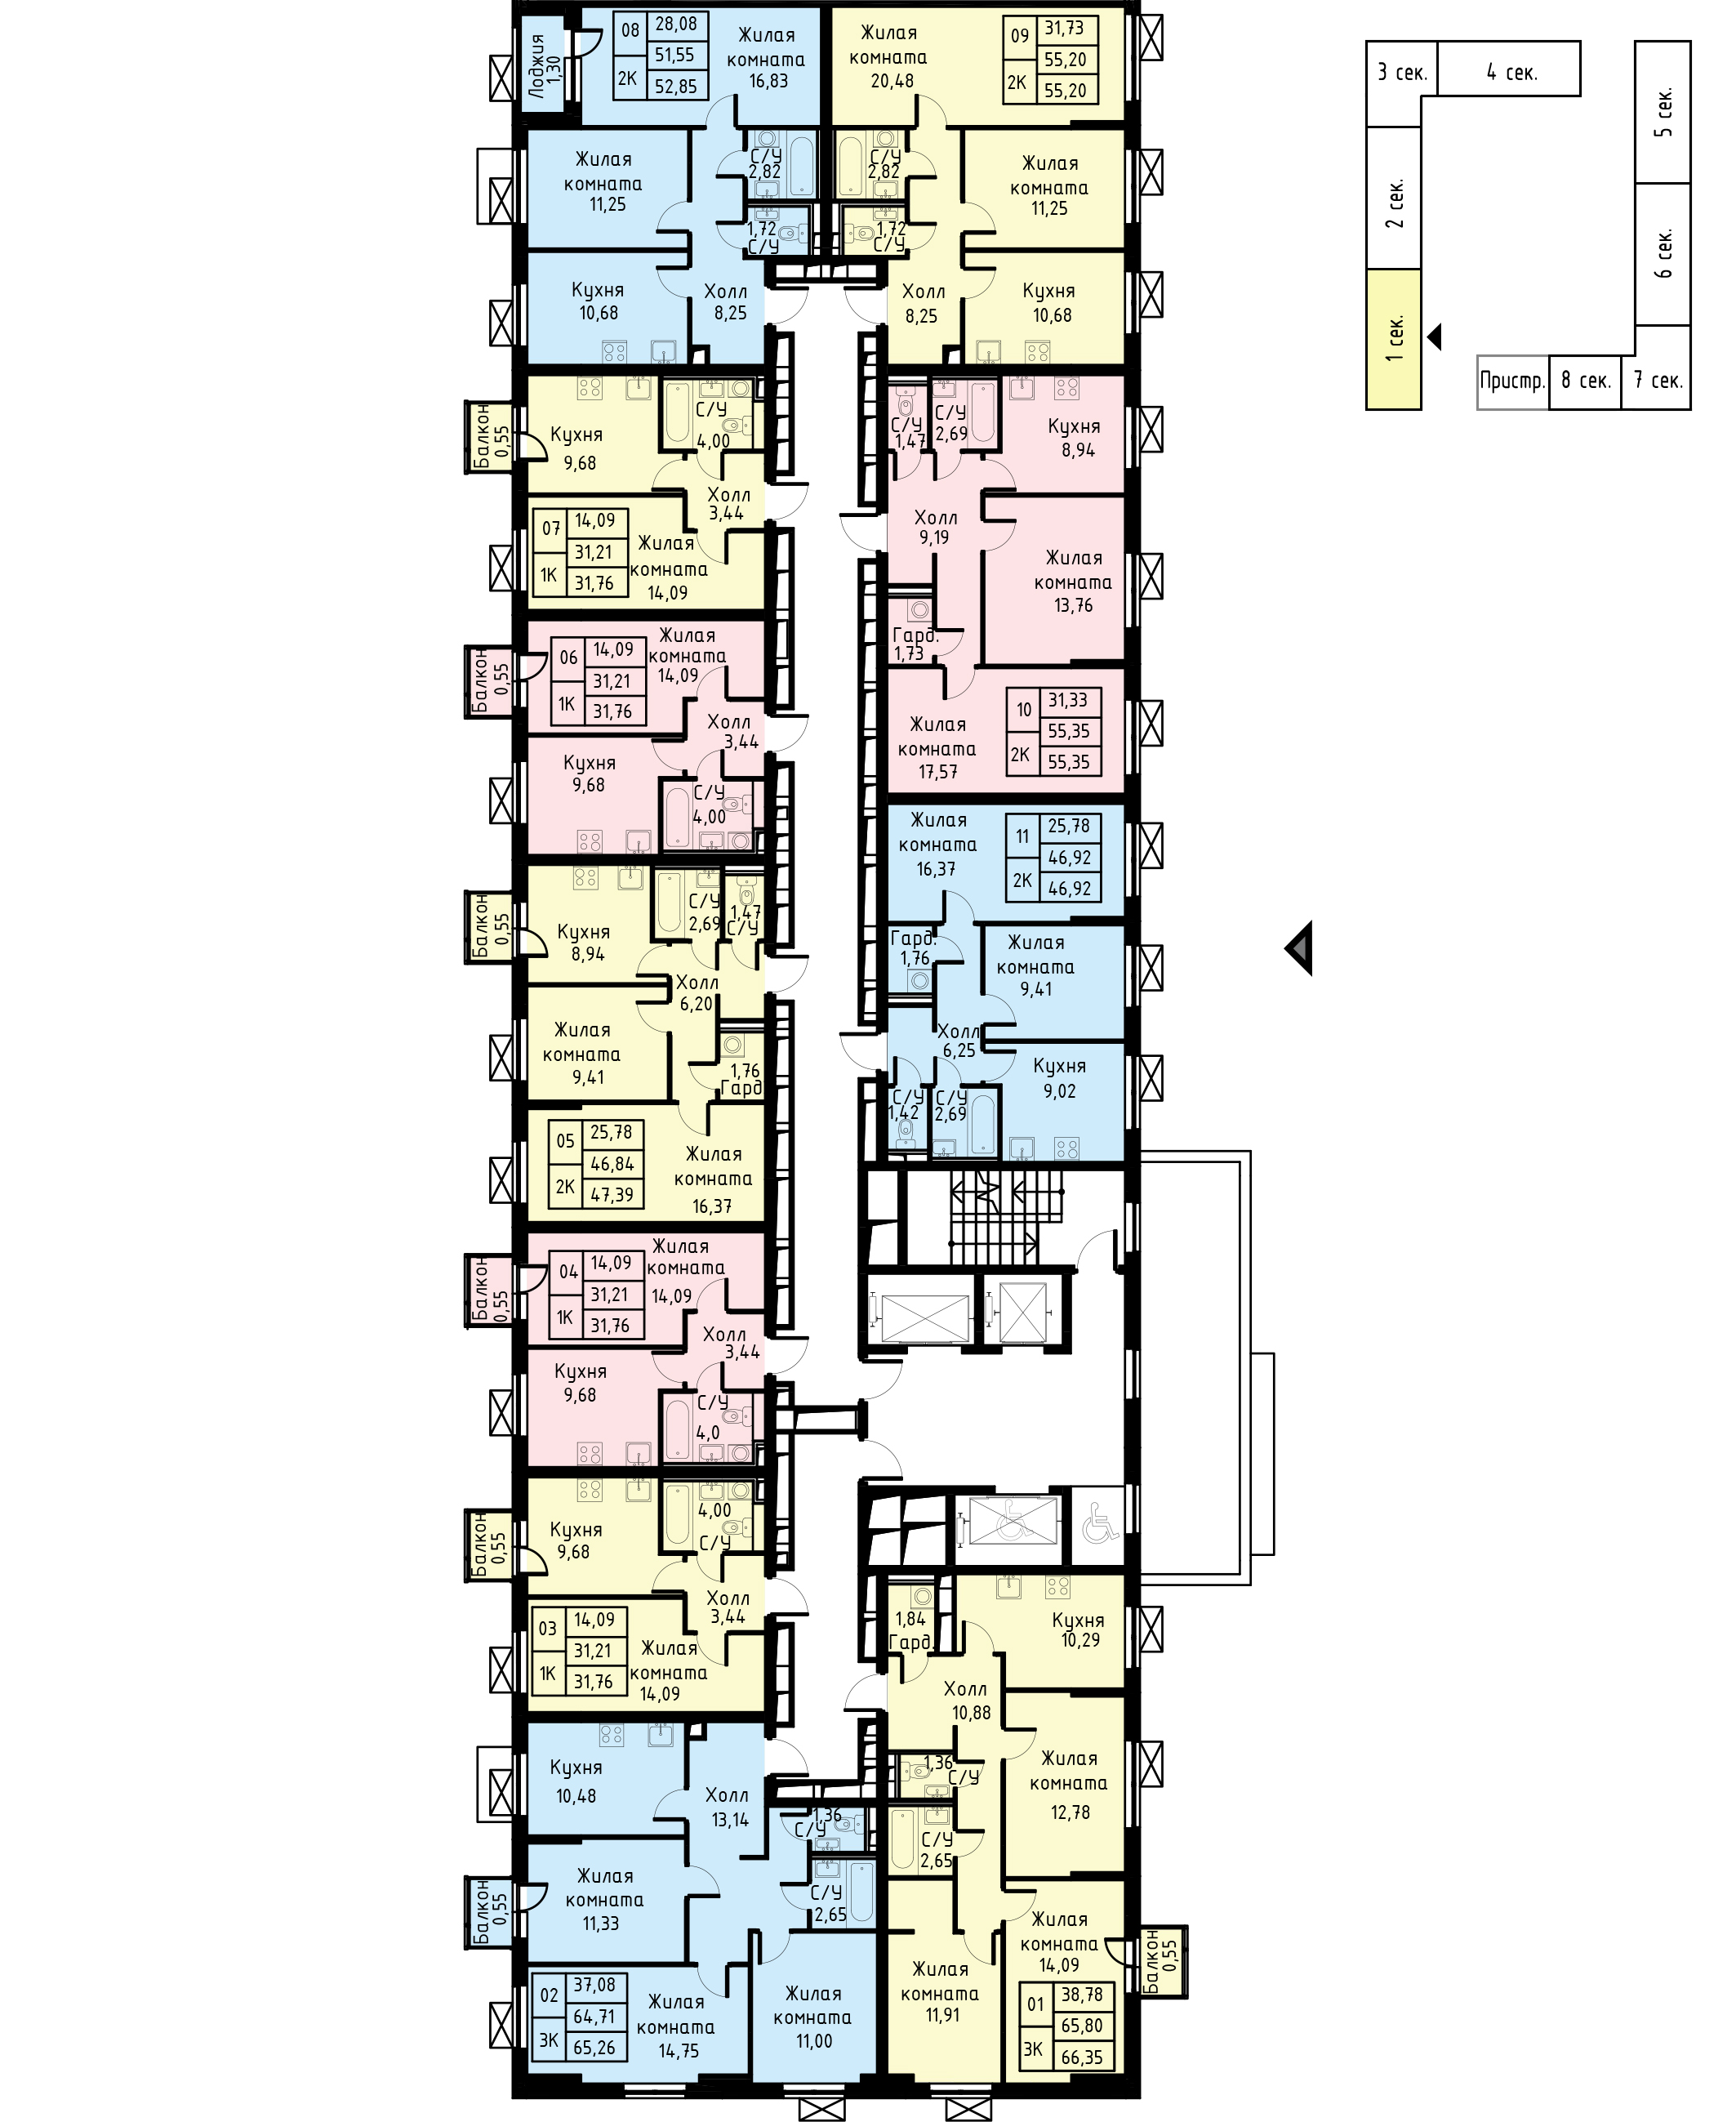 Лоджия
1,30
08
28,08
51,55
2К
52,85
Жилая
комната
16,83
Жилая
комната
20,48
09
31,73
55,20
2К
55,20
3 сек.
4 сек.
5 сек.
2 сек.
6 сек.
1 сек.
Пристр.
8 сек.
7 сек.
Жилая
комната
11,25
С/У
2,82
1,72
С/У
С/У
2,82
1,72
С/У
Жилая
комната
11,25
Кухня
10,68
Холл
8,25
Холл
8,25
Кухня
10,68
Балкон
0,55
Кухня
9,68
С/У
4,00
Холл
3,44
07
14,09
31,21
1К
31,76
Жилая
комната
14,09
С/У
1,47
С/У
2,69
Кухня
8,94
Холл
9,19
Жилая
комната
13,76
Гард.
1,73
Балкон
0,55
06
14,09
31,21
1К
31,76
Жилая
комната
14,09
Холл
3,44
Кухня
9,68
С/У
4,00
Жилая
комната
17,57
10
31,33
55,35
2К
55,35
Жилая
комната
16,37
11
25,78
46,92
2К
46,92
Балкон
0,55
Кухня
8,94
С/У
2,69
1,47
С/У
Холл
6,20
Жилая
комната
9,41
1,76
Гард
Гард.
1,76
Жилая
комната
9,41
Холл
6,25
Кухня
9,02
С/У
1,42
С/У
2,69
05
25,78
46,84
2К
47,39
Жилая
комната
16,37
Балкон
0,55
04
14,09
31,21
1К
31,76
Жилая
комната
14,09
Холл
3,44
Кухня
9,68
С/У
4,0
Балкон
0,55
Кухня
9,68
4,00
С/У
Холл
3,44
03
14,09
31,21
1К
31,76
Жилая
комната
14,09
1,84
Гард.
Кухня
10,29
Холл
10,88
Жилая
комната
12,78
1,36
С/У
С/У
2,65
Кухня
10,48
Холл
13,14
1,36
С/У
С/У
2,65
Балкон
0,55
Жилая
комната
11,33
02
37,08
64,71
3К
65,26
Жилая
комната
14,75
Жилая
комната
11,00
Жилая
комната
11,91
Жилая
комната
14,09
01
38,78
65,80
3К
66,35
Балкон
0,55